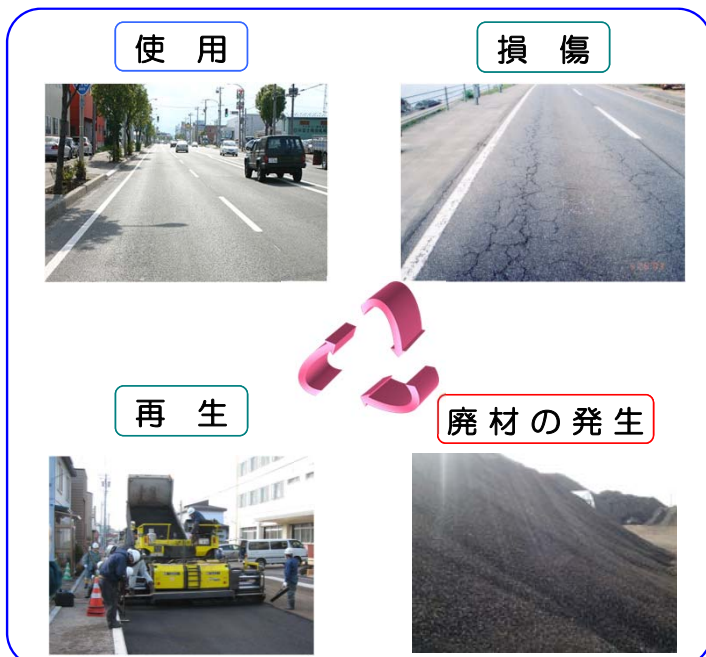 使 用
損 傷
再 生
廃材の発生